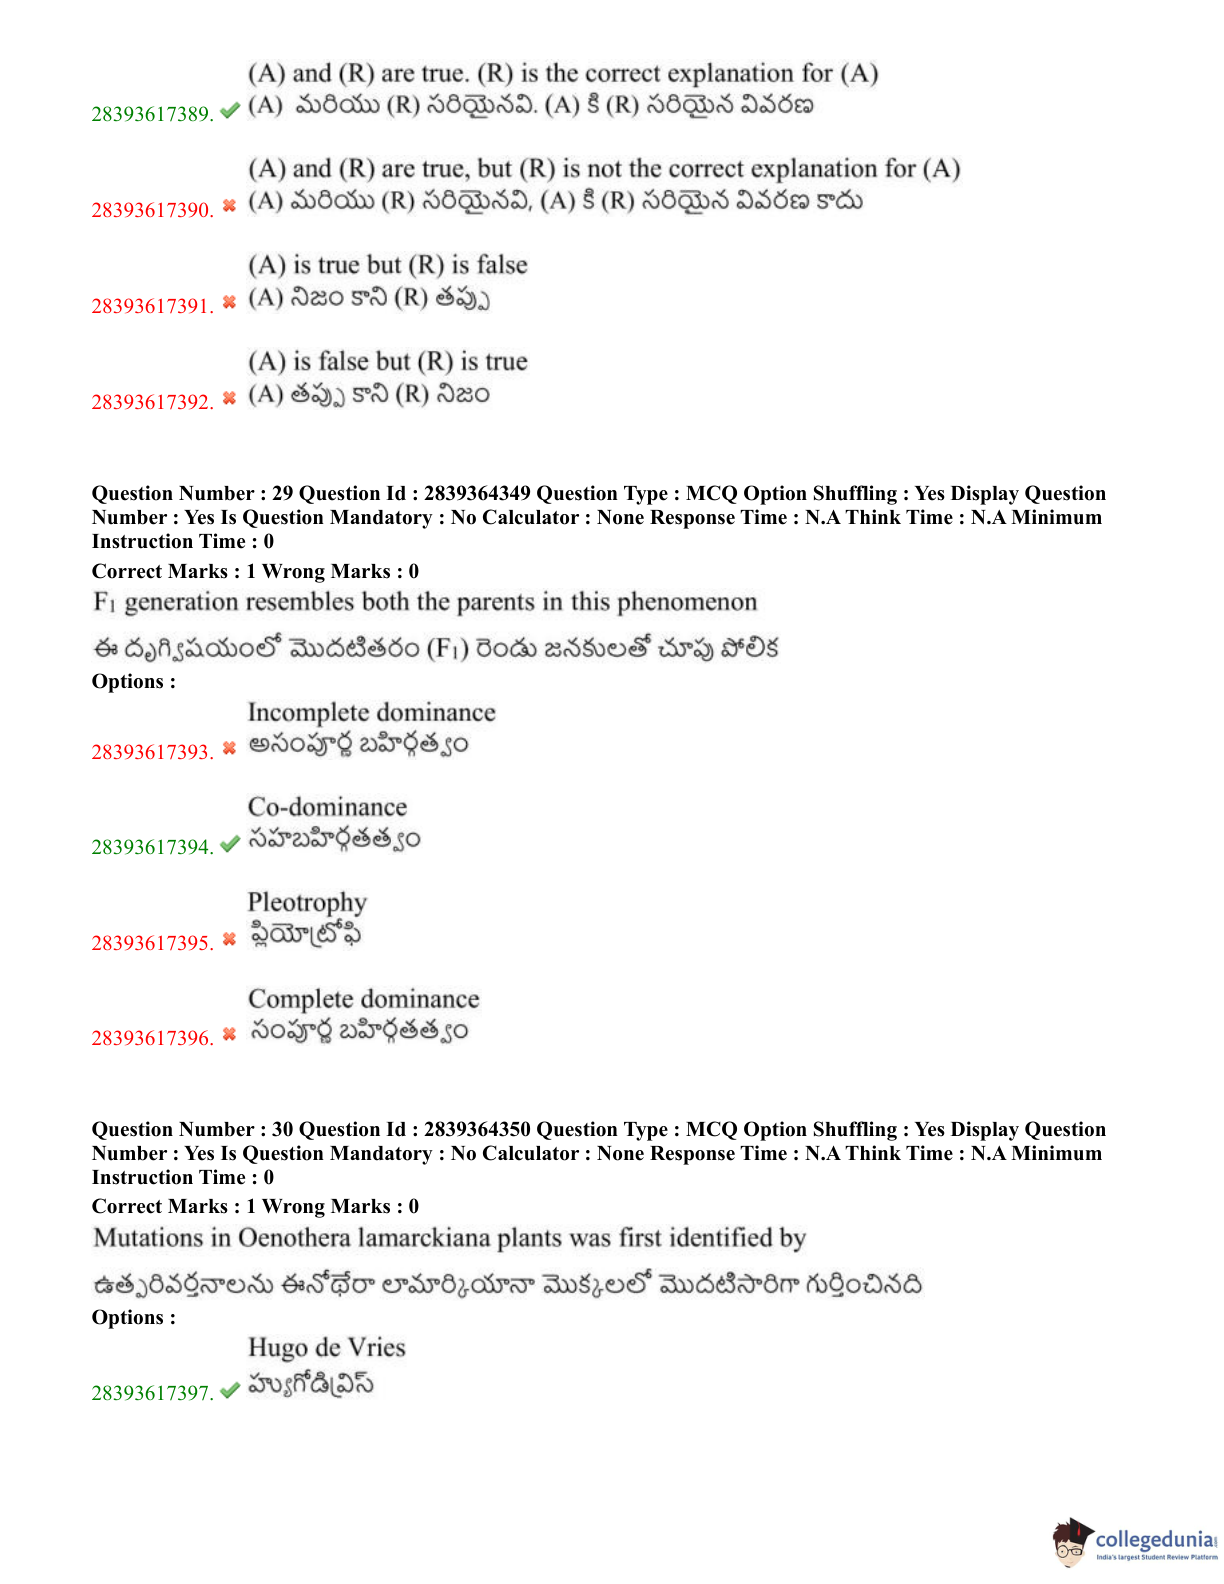 (A) and (R) are true. (R) is the correct explanation for (A)
28393617389. (A) మరియు (R) సరియైనవి. (A) కి (R) సరియైన వివరణ
(A) and (R) are true, but (R) is not the correct explanation for (A)
28393617390. (A) మరియు (R) సరియైనవి, (A) కి (R) సరియైన వివరణ కాదు
(A) is true but (R) is false
28393617391. (A) నిజం కాని (R) తప్పు
(A) is false but (R) is true
28393617392. (A) తప్పు కాని (R) నిజం
Question Number : 29 Question Id : 2839364349 Question Type : MCQ Option Shuffling : Yes Display Question
Number : Yes Is Question Mandatory : No Calculator : None Response Time : N.A Think Time : N.A Minimum
Instruction Time : 0
Correct Marks : 1 Wrong Marks : 0
F1 generation resembles both the parents in this phenomenon
ఈ దృగ్విషయంలో మొదటితరం (F1) రెండు జనకులతో చూపు పోలిక
Options :
Incomplete dominance
28393617393. అసంపూర్ణ బహిర్గత్వం
Co-dominance
28393617394. సహబహిర్గతత్వం
Pleotrophy
28393617395. ప్లియోట్రోఫి
Complete dominance
28393617396. సంపూర్ణ బహిర్గతత్వం
Question Number : 30 Question Id : 2839364350 Question Type : MCQ Option Shuffling : Yes Display Question
Number : Yes Is Question Mandatory : No Calculator : None Response Time : N.A Think Time : N.A Minimum
Instruction Time : 0
Correct Marks : 1 Wrong Marks : 0
Mutations in Oenothera lamarckiana plants was first identified by
ఉత్పరివర్తనాలను ఈనోథేరా లామార్కియానా మొక్కలలో మొదటిసారిగా గుర్తించినది
Options :
Hugo de Vries
28393617397. హ్యుగోడివ్రిస్
collegedunia
India's largest Student Review Platform